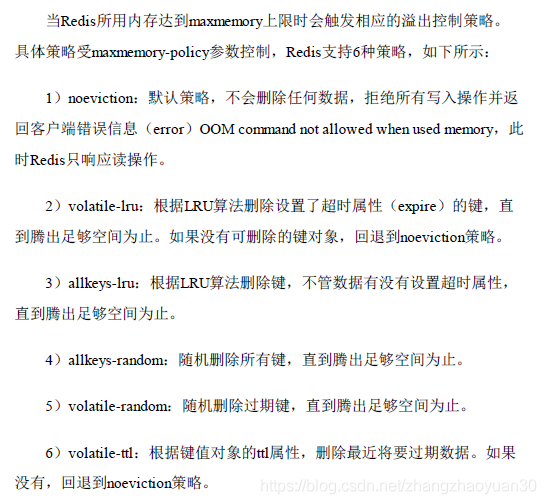 当Redis所用内存达到maxmemory上限时会触发相应的溢出控制策略。
具体策略受maxmemory-policy参数控制，Redis支持6种策略，如下所示：
1）noeviction：默认策略，不会删除任何数据，拒绝所有写入操作并返
回客户端错误信息（error）OOM command not allowed when used memory，此
时Redis只响应读操作。
2）volatile-lru：根据LRU算法删除设置了超时属性（expire）的键，直
到腾出足够空间为止。如果没有可删除的键对象，回退到noeviction策略。
3）allkeys-lru：根据LRU算法删除键，不管数据有没有设置超时属性，
直到腾出足够空间为止。
4）allkeys-random：随机删除所有键，直到腾出足够空间为止。
5）volatile-random：随机删除过期键，直到腾出足够空间为止。
6）volatile-ttl：根据键值对象的ttl属性，删除最近将要过期数据。如果
没有，回退到noeviction策略。
https://blog.csdn.net/zhangzhaoyuan30